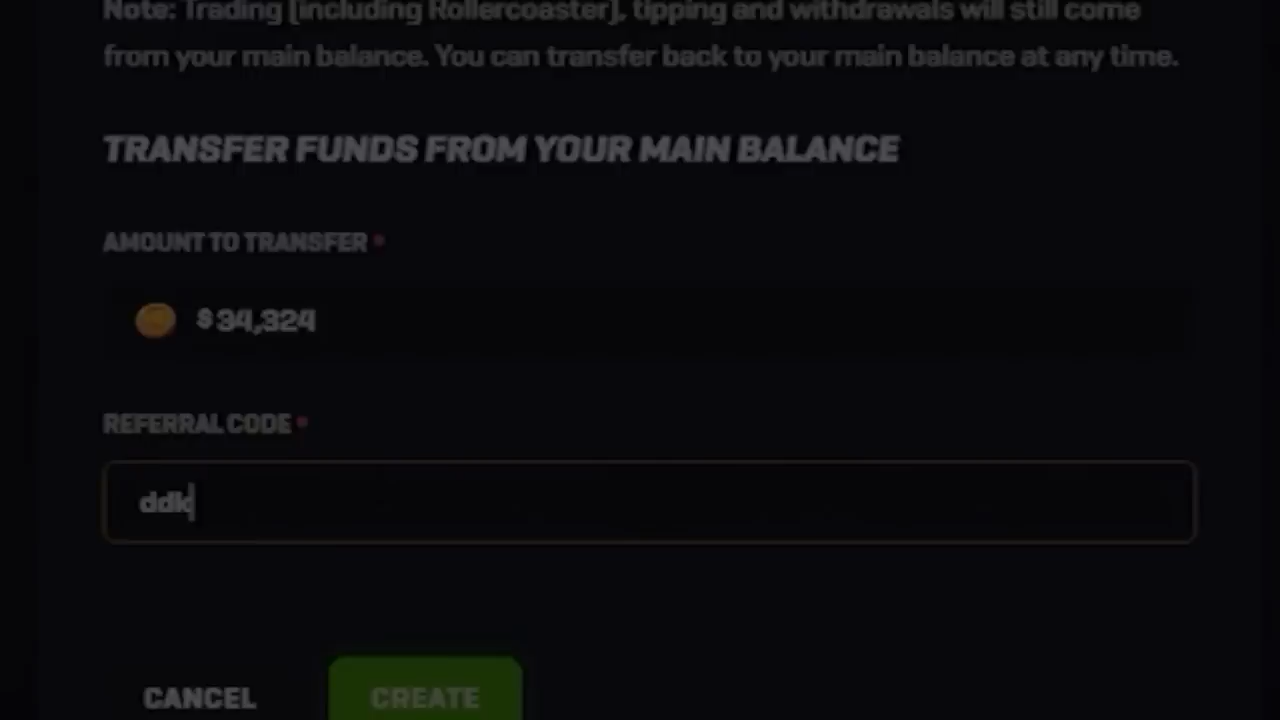 Note: Trading (including Rollercoaster), tipping and withdrawals will still come
from your main balance. You can transfer back to your main balance at any time.
TRANSFER FUNDS FROM YOUR MAIN BALANCE
AMOUNT TO TRANSFER *
$34,324
REFERRAL CODE *
ddk
CANCEL CREATE